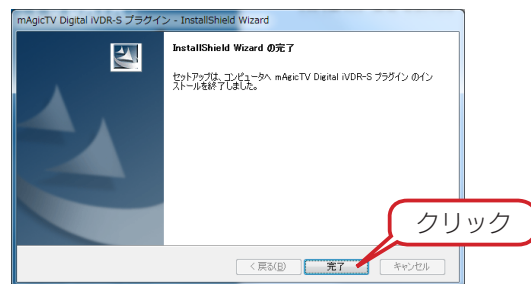 mAgicTV Digital iVDR-S プラグイン - InstallShield Wizard
InstallShield Wizard の完了
セットアップは、コンピュータへ mAgicTV Digital iVDR-S プラグイン のイン
ストールを終了しました。
クリック
< 戻る(B)
完了
キャンセル